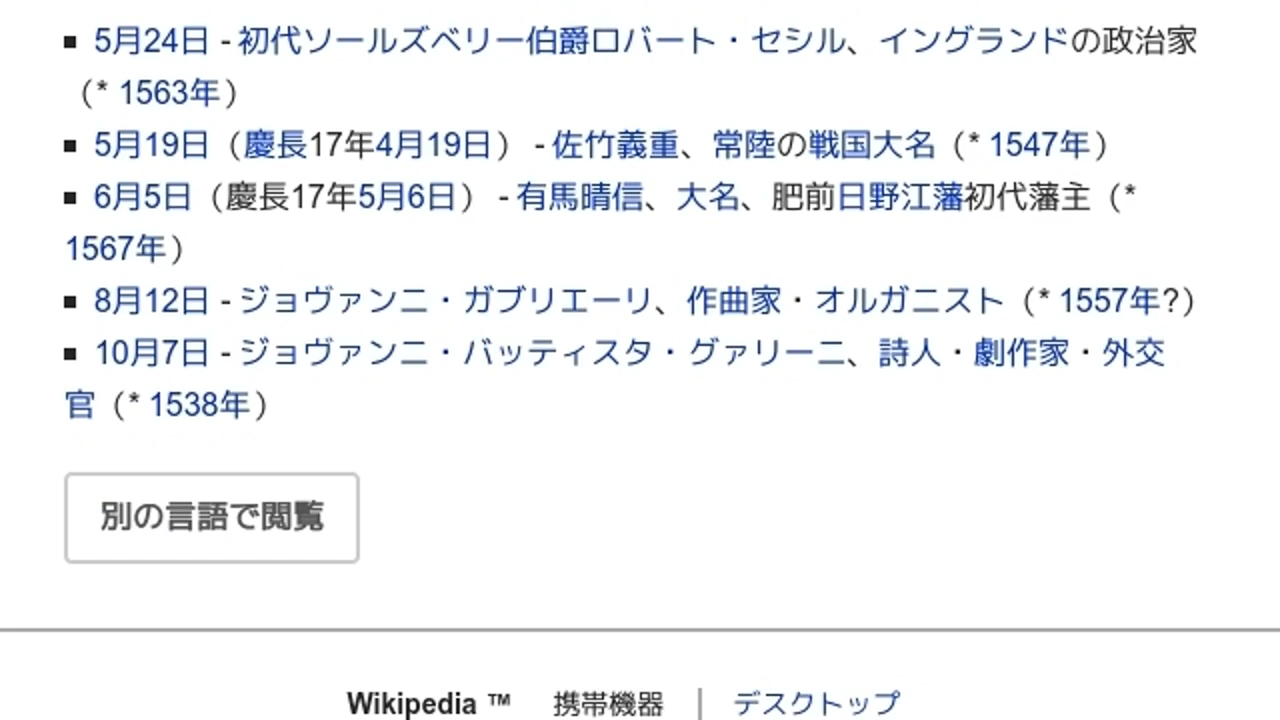 ▪ 5月24日 - 初代ソールズベリー伯爵ロバート・セシル、イングランドの政治家
(* 1563年)
▪ 5月19日（慶長17年4月19日） - 佐竹義重、常陸の戦国大名（* 1547年）
▪ 6月5日（慶長17年5月6日） - 有馬晴信、大名、肥前日野江藩初代藩主（*
1567年）
▪ 8月12日 - ジョヴァンニ・ガブリエーリ、作曲家・オルガニスト（* 1557年?）
▪ 10月7日 - ジョヴァンニ・バッティスタ・グァリーニ、詩人・劇作家・外交
官（* 1538年）
別の言語で閲覧
Wikipedia ™ 携帯機器 | デスクトップ